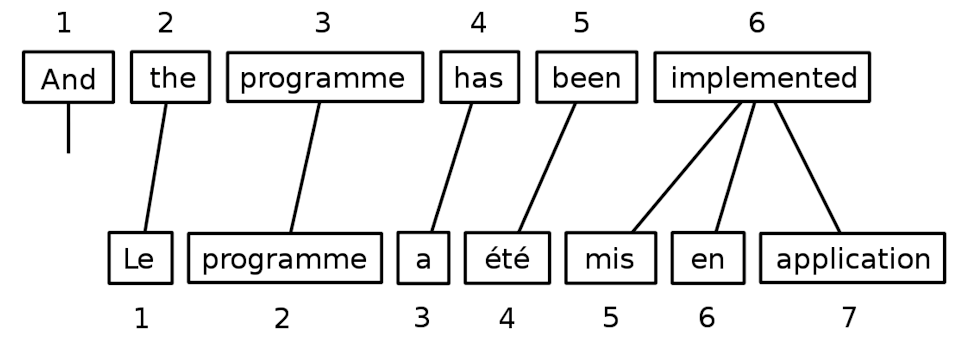 1 2 3 4 5 6
And the programme has been implemented
Le programme a été mis en application
1 2 3 4 5 6 7